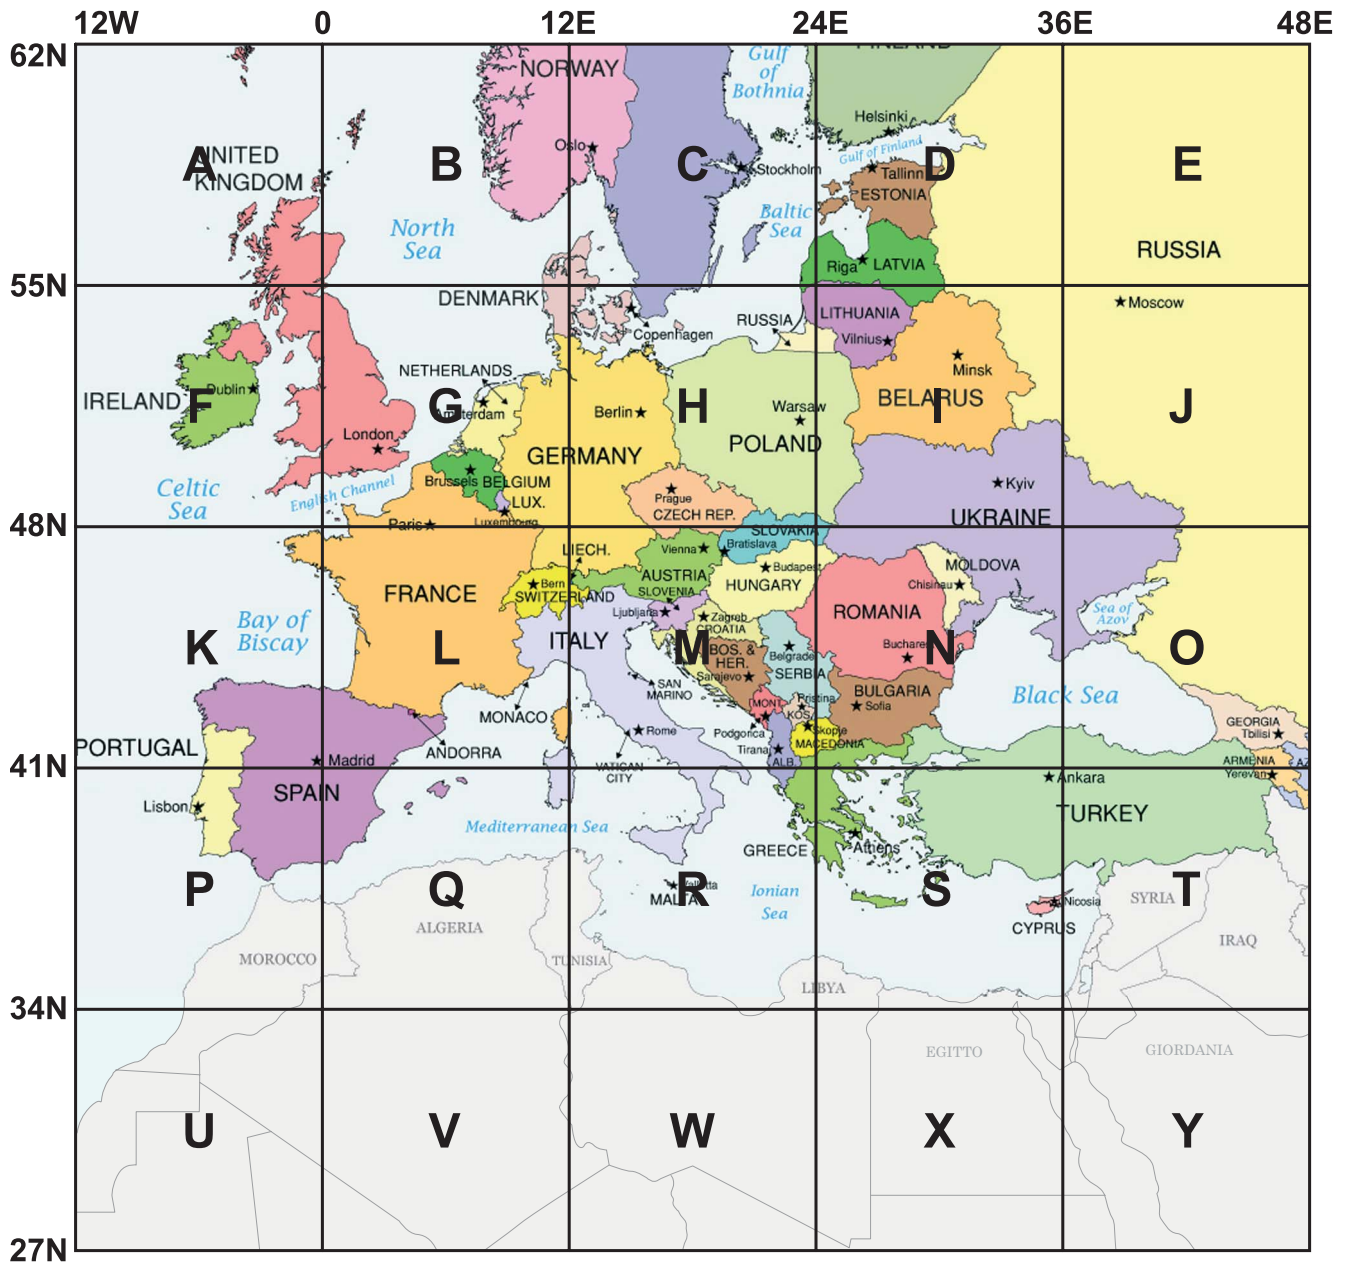 12W 0 12E 24E 36E 48E
62N
NORWAY
Gulf
of
Bothnia
FINLAND
Helsinki
Oslo
Gulf of Finland
A B C D E
UNITED
KINGDOM
Stockholm
Tallinn
ESTONIA
North
Sea
Baltic
Sea
RUSSIA
Riga LATVIA
55N
DENMARK
Moscow
LITHUANIA
RUSSIA
Copenhagen
Vilnius
NETHERLANDS
Minsk
Dublin
IRELAND
F G H I J
Amsterdam
Berlin
Warsaw
BELARUS
London
POLAND
GERMANY
Celtic
Sea
English Channel
Brussels BELGIUM
LUX.
Luxembourg
Prague
CZECH REP.
Kyiv
UKRAINE
48N
Paris
SLOVAKIA
Vienna
Bratislava
LIECH.
Budapest
MOLDOVA
Chisinau
AUSTRIA
HUNGARY
Bern
SWITZERLAND
SLOVENIA
FRANCE
Ljubljana
Zagreb
CROATIA
ROMANIA
Sea of
Azov
Bay of
Biscay
ITALY
K L M N O
BOS. &
HER.
Belgrade
Bucharest
SERBIA
Sarajevo
SAN
MARINO
BULGARIA
Black Sea
MONACO
MONT.
Pristina
KOS.
Sofia
GEORGIA
Tbilisi
PORTUGAL
ANDORRA
Rome
Podgorica
Skopje
MACEDONIA
Tirana
Madrid
ALB.
ARMENIA
AZ
Yerevan
41N
VATICAN
CITY
Ankara
Lisbon
SPAIN
TURKEY
Mediterranean Sea
GREECE
Athens
P Q R S T
Valletta
MALTA
Ionian
Sea
SYRIA
Nicosia
CYPRUS
ALGERIA
MOROCCO
TUNISIA
IRAQ
LIBYA
34N
EGITTO
GIORDANIA
U V W X Y
27N